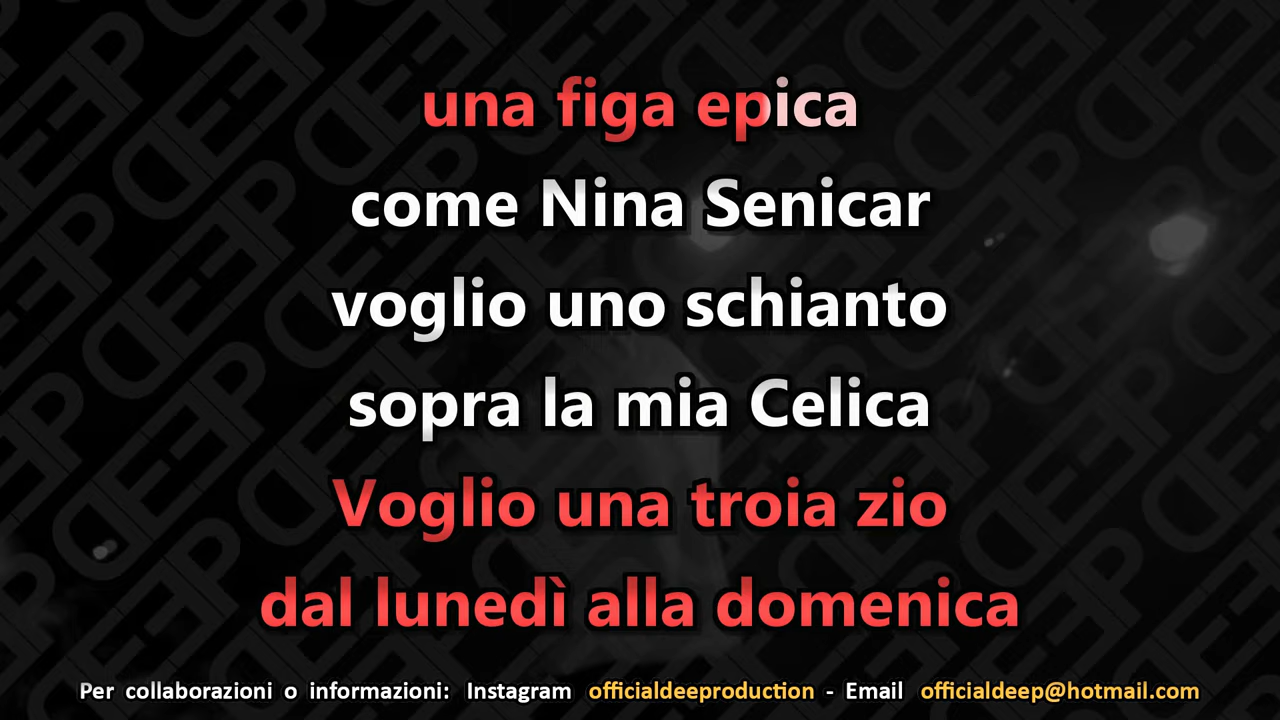 una figa epica
come Nina Senicar
voglio uno schianto
sopra la mia Celica
Voglio una troia zio
dal lunedì alla domenica
Per collaborazioni o informazioni: Instagram officialdeeproduction - Email officialdeep@hotmail.com